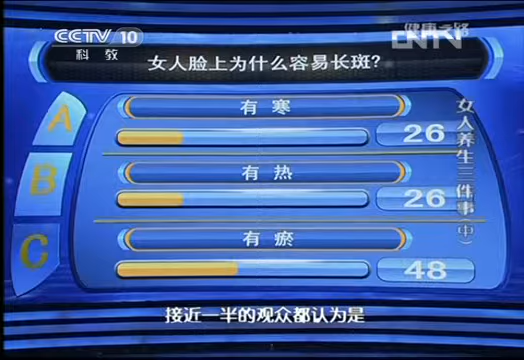 CCTV 10
科教
健康之路
CNTV
女人脸上为什么容易长斑?
A
有寒
26
B
有热
26
C
有瘀
48
女人养生三件事(中)
接近一半的观众都认为是